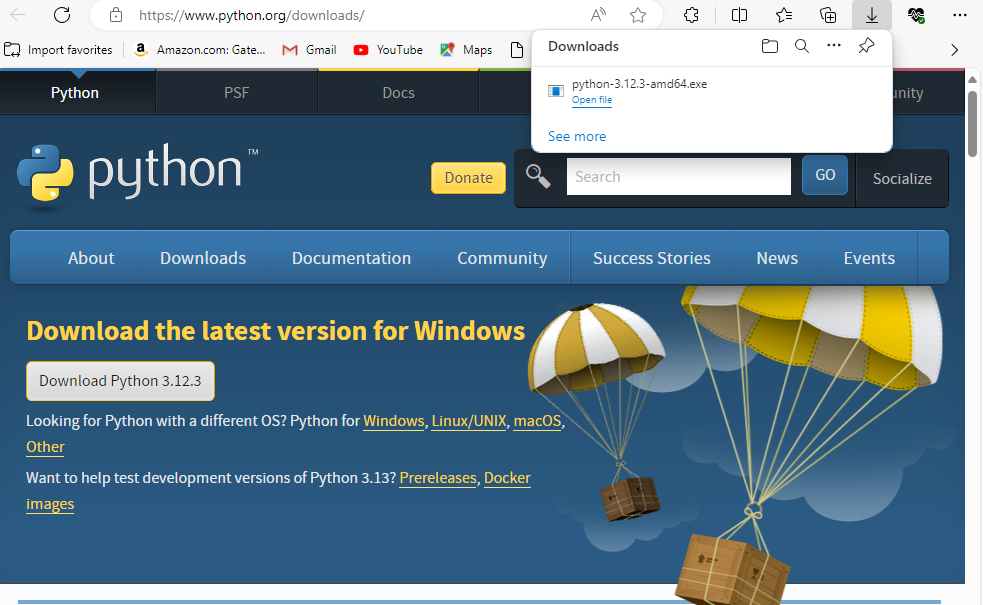 https://www.python.org/downloads/
Import favorites
Amazon.com: Gate...
Gmail
YouTube
Maps
Downloads
python-3.12.3-amd64.exe
Open file
See more
Python
PSF
Docs
python™
Donate
Search
GO
Socialize
About
Downloads
Documentation
Community
Success Stories
News
Events
Download the latest version for Windows
Download Python 3.12.3
Looking for Python with a different OS? Python for Windows, Linux/UNIX, macOS,
Other
Want to help test development versions of Python 3.13? Prereleases, Docker
images